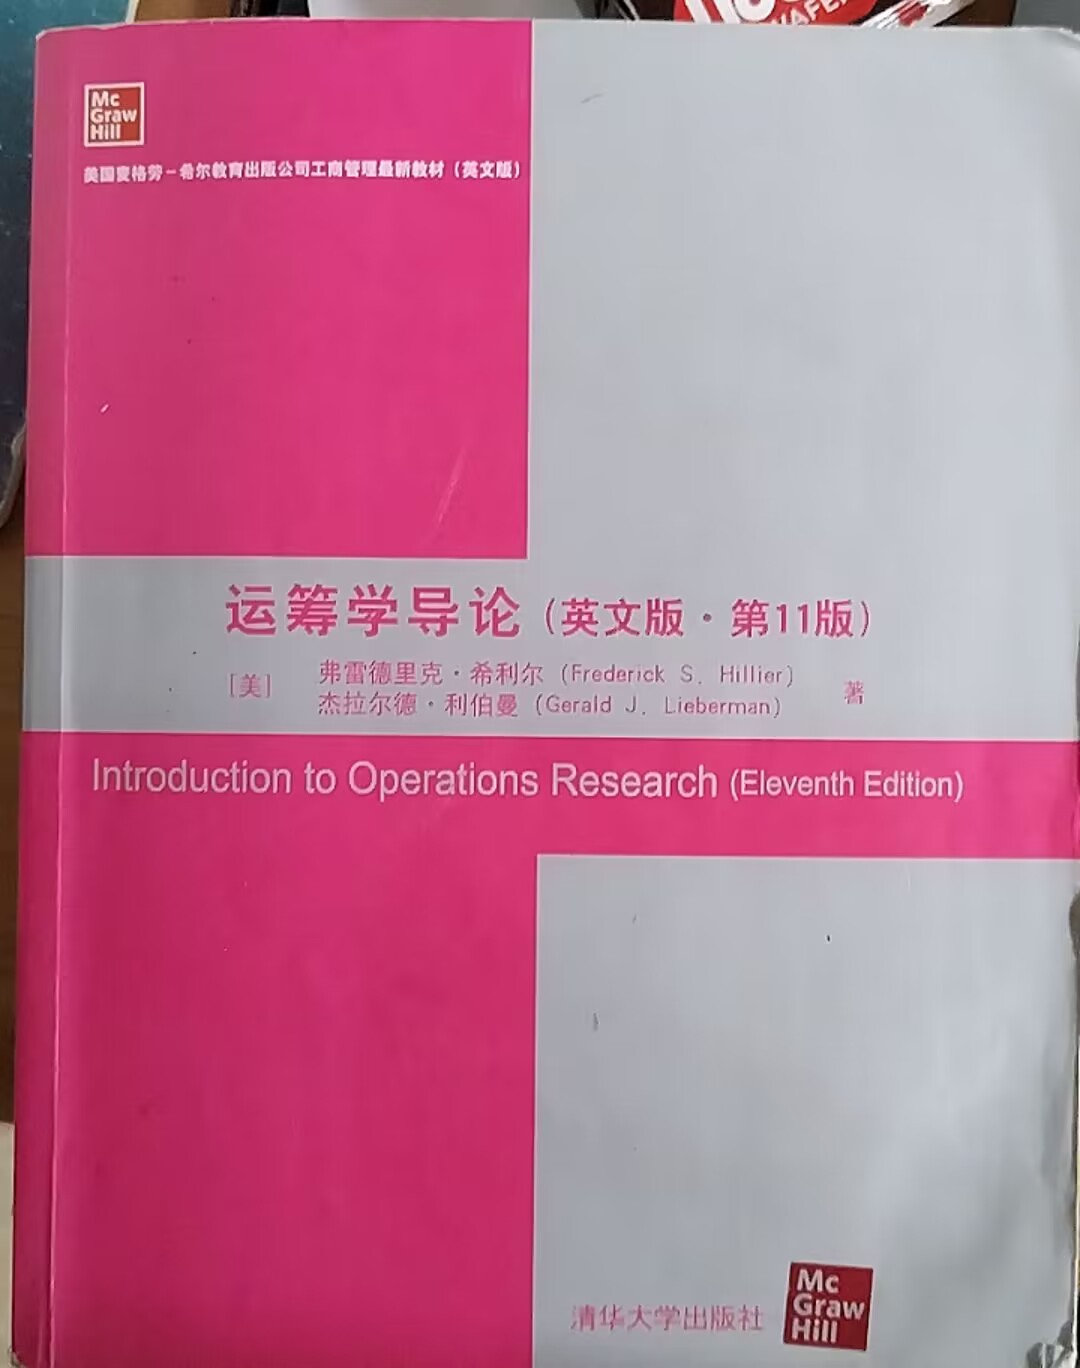 Mc
Graw
Hill
美国麦格劳-希尔教育出版公司工商管理最新教材（英文版）
运筹学导论（英文版·第11版）
[美]
弗雷德里克·希利尔（Frederick S. Hillier）
杰拉尔德·利伯曼（Gerald J. Lieberman）
著
Introduction to Operations Research (Eleventh Edition)
清华大学出版社
Mc
Graw
Hill